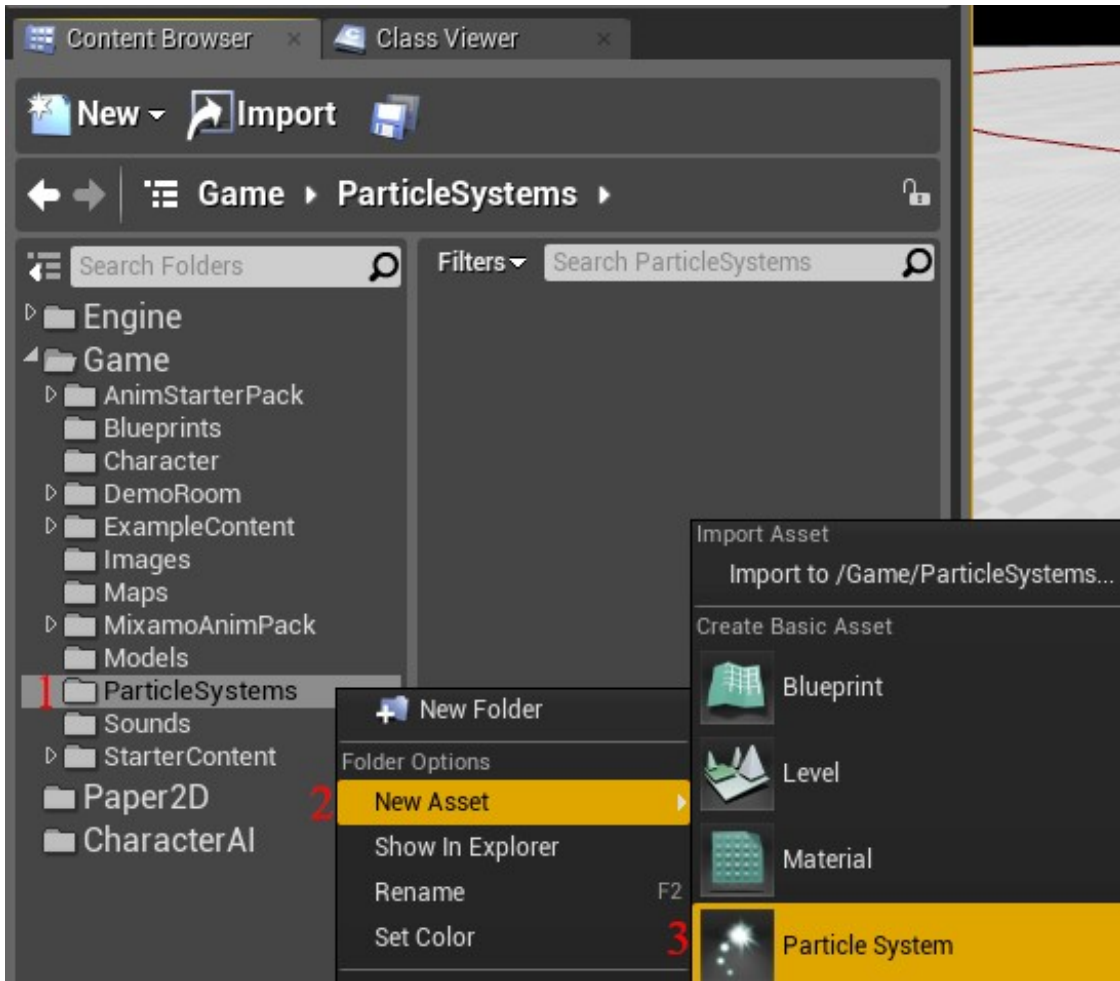 Content Browser
Class Viewer
New
Import
Game
ParticleSystems
Search Folders
Filters
Search ParticleSystems
Engine
Game
AnimStarterPack
Blueprints
Character
DemoRoom
ExampleContent
Images
Maps
MixamoAnimPack
Models
1 ParticleSystems
Sounds
StarterContent
Paper2D
CharacterAI
New Folder
Folder Options
2 New Asset
Show In Explorer
Rename F2
Set Color
Import Asset
Import to /Game/ParticleSystems...
Create Basic Asset
Blueprint
Level
Material
3 Particle System